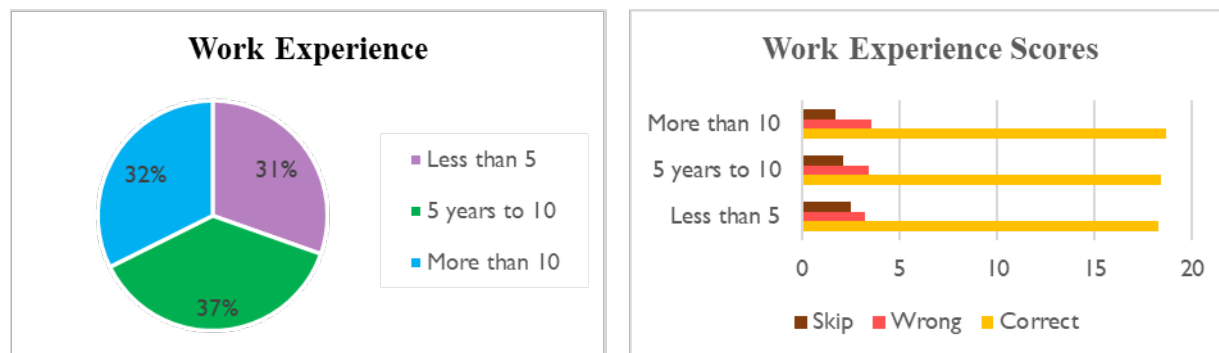 Work Experience
31%
32%
37%
Less than 5
5 years to 10
More than 10
Work Experience Scores
More than 10
5 years to 10
Less than 5
0 5 10 15 20
Skip Wrong Correct